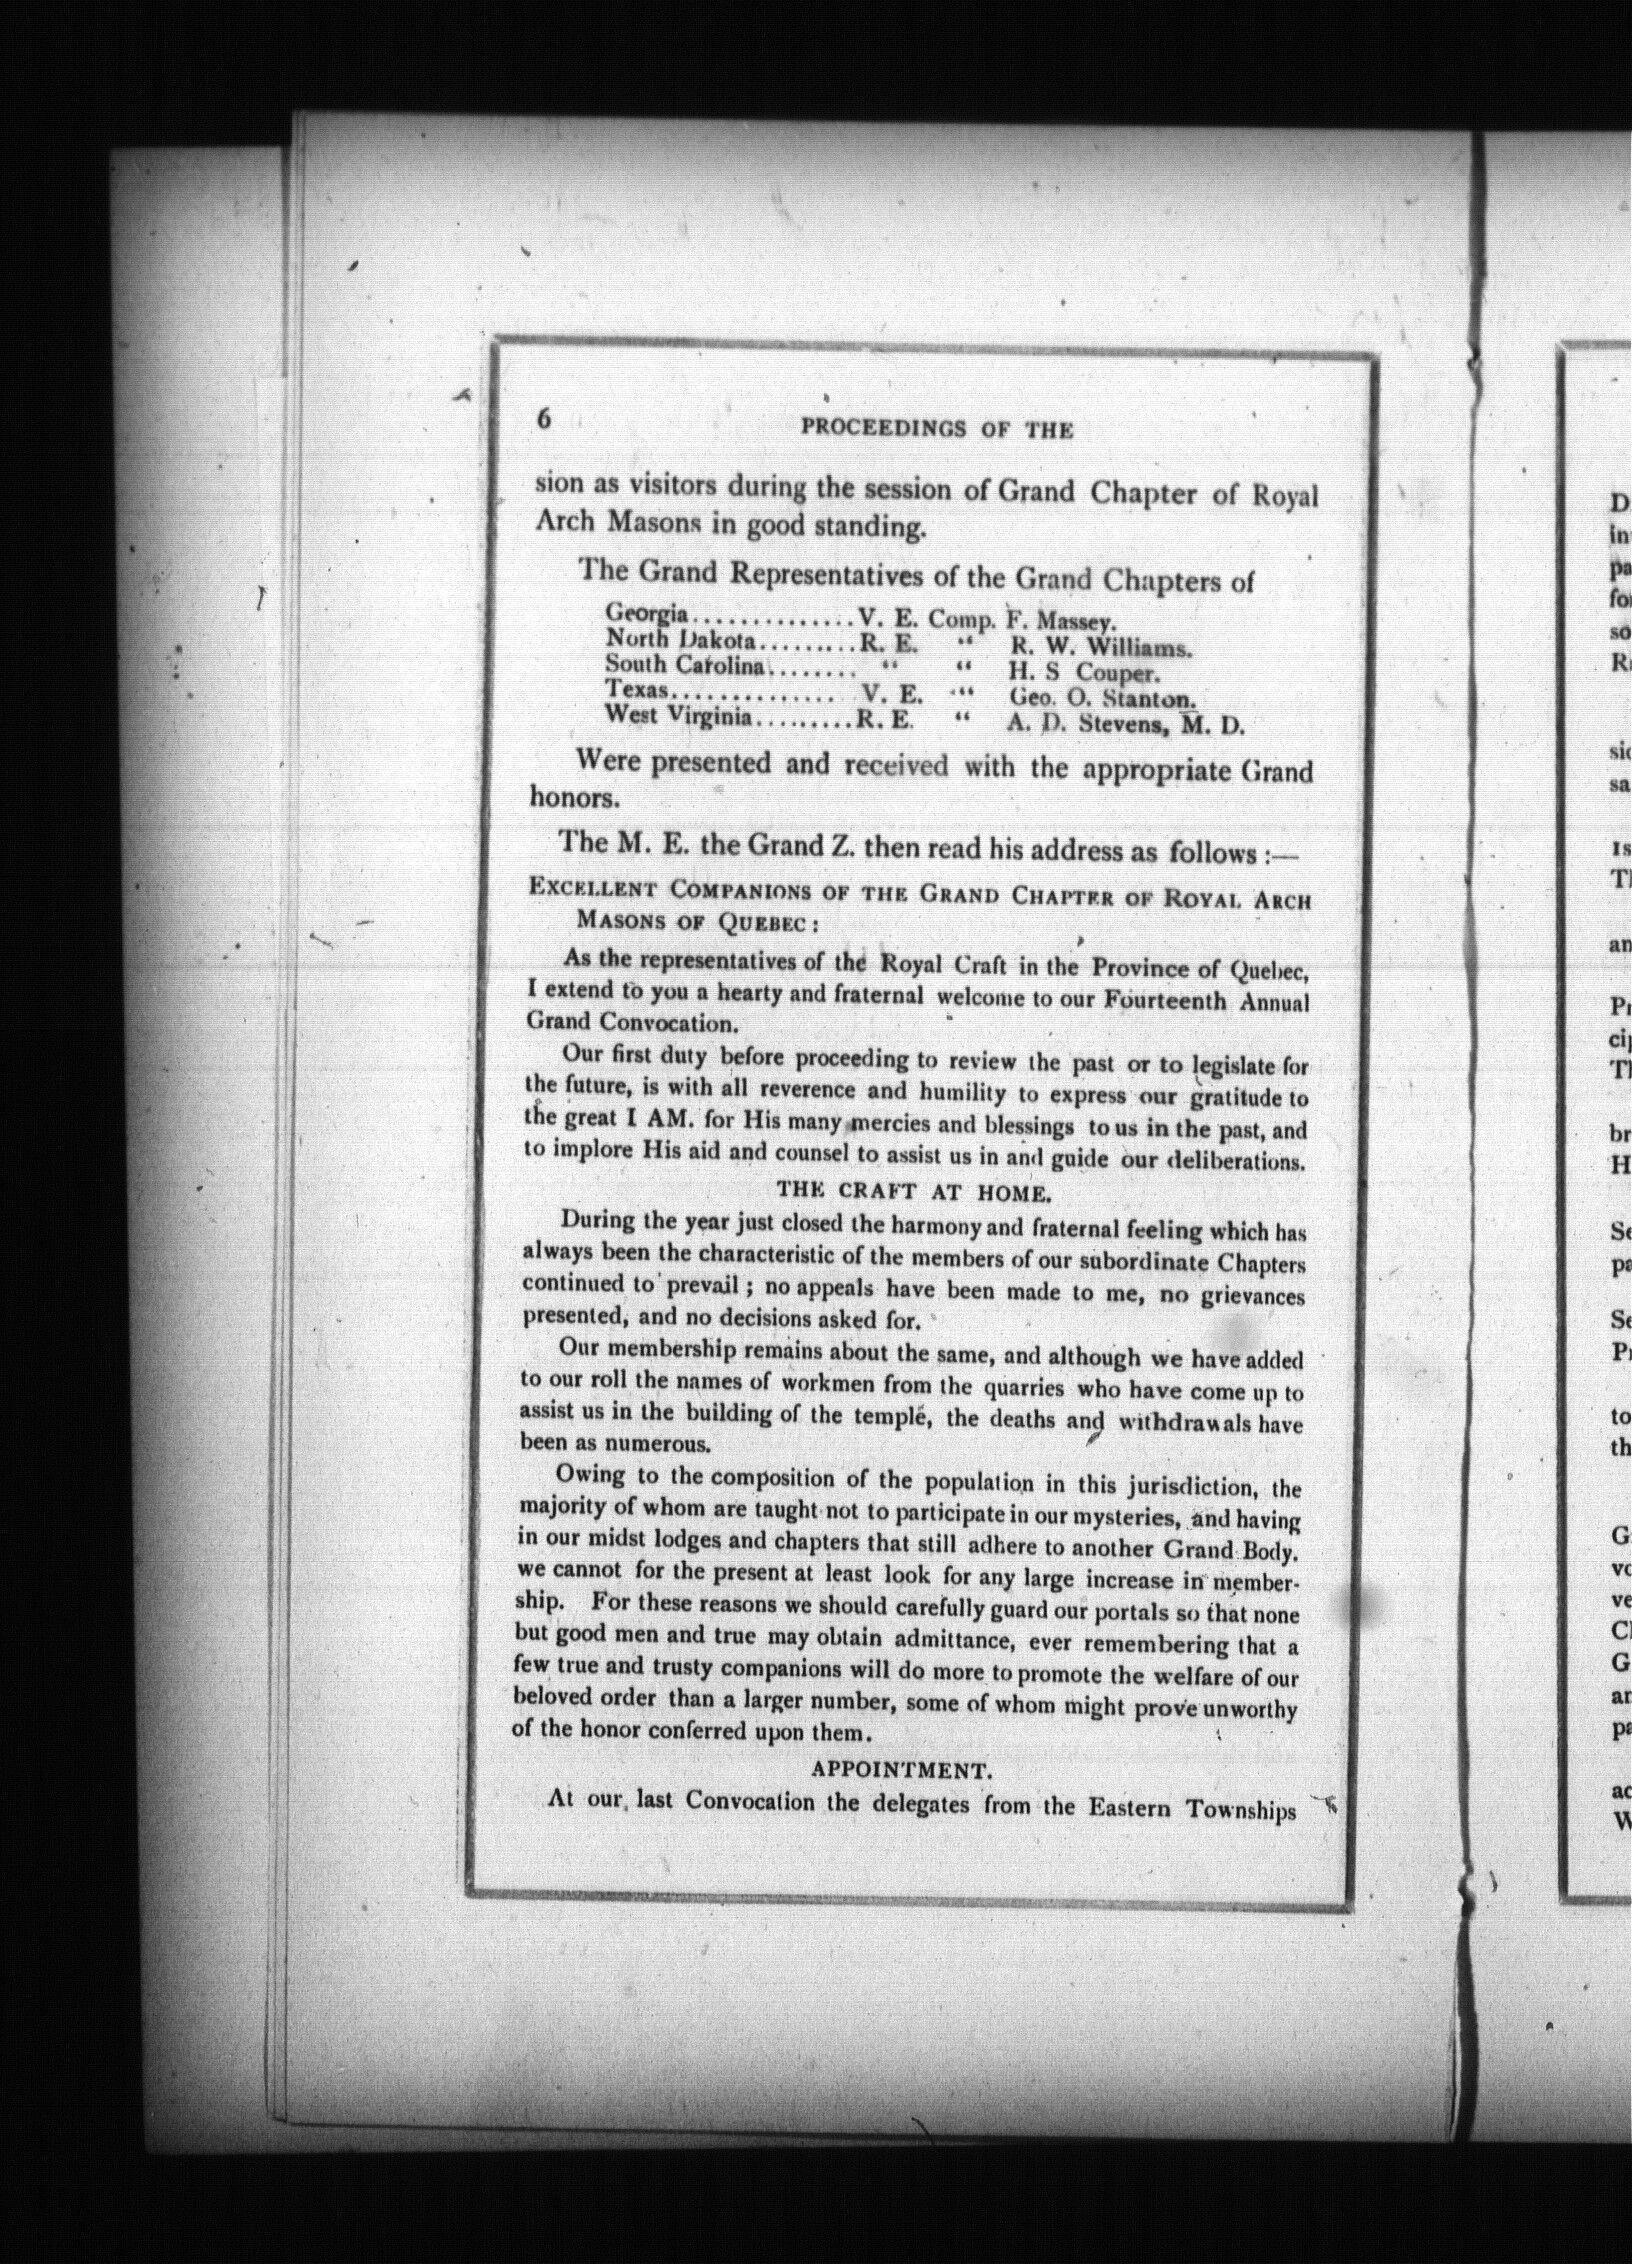 6 PROCEEDINGS OF THE
sion as visitors during the session of Grand Chapter of Royal
Arch Masons in good standing.
The Grand Representatives of the Grand Chapters of
Georgia..............V. E. Comp. F. Massey.
North Dakota.........R. E. “ R. W. Williams.
South Carolina........ “ “ H. S Couper.
Texas.............. V. E. “ Geo. O. Stanton.
West Virginia.........R. E. “ A. D. Stevens, M. D.
Were presented and received with the appropriate Grand
honors.
The M. E. the Grand Z. then read his address as follows :—
EXCELLENT COMPANIONS OF THE GRAND CHAPTER OF ROYAL ARCH
MASONS OF QUEBEC :
As the representatives of the Royal Craft in the Province of Quebec,
I extend to you a hearty and fraternal welcome to our Fourteenth Annual
Grand Convocation.
Our first duty before proceeding to review the past or to legislate for
the future, is with all reverence and humility to express our gratitude to
the great I AM. for His many mercies and blessings to us in the past, and
to implore His aid and counsel to assist us in and guide our deliberations.
THE CRAFT AT HOME.
During the year just closed the harmony and fraternal feeling which has
always been the characteristic of the members of our subordinate Chapters
continued to prevail ; no appeals have been made to me, no grievances
presented, and no decisions asked for.
Our membership remains about the same, and although we have added
to our roll the names of workmen from the quarries who have come up to
assist us in the building of the temple, the deaths and withdrawals have
been as numerous.
Owing to the composition of the population in this jurisdiction, the
majority of whom are taught not to participate in our mysteries, and having
in our midst lodges and chapters that still adhere to another Grand Body.
we cannot for the present at least look for any large increase in member-
ship. For these reasons we should carefully guard our portals so that none
but good men and true may obtain admittance, ever remembering that a
few true and trusty companions will do more to promote the welfare of our
beloved order than a larger number, some of whom might prove unworthy
of the honor conferred upon them.
APPOINTMENT.
At our last Convocation the delegates from the Eastern Townships